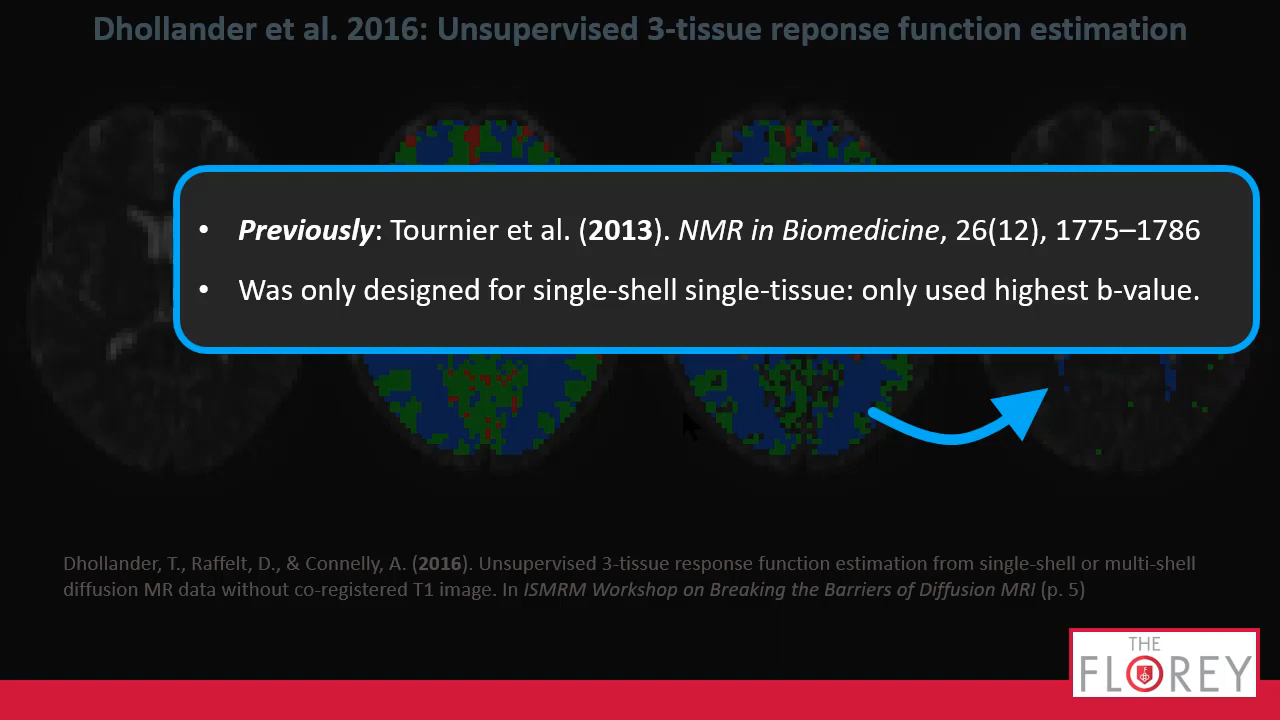 Dhollander et al. 2016: Unsupervised 3-tissue reponse function estimation
• Previously: Tournier et al. (2013). NMR in Biomedicine, 26(12), 1775–1786
• Was only designed for single-shell single-tissue: only used highest b-value.
Dhollander, T., Raffelt, D., & Connelly, A. (2016). Unsupervised 3-tissue response function estimation from single-shell or multi-shell
diffusion MR data without co-registered T1 image. In ISMRM Workshop on Breaking the Barriers of Diffusion MRI (p. 5)
THE
FLOREY